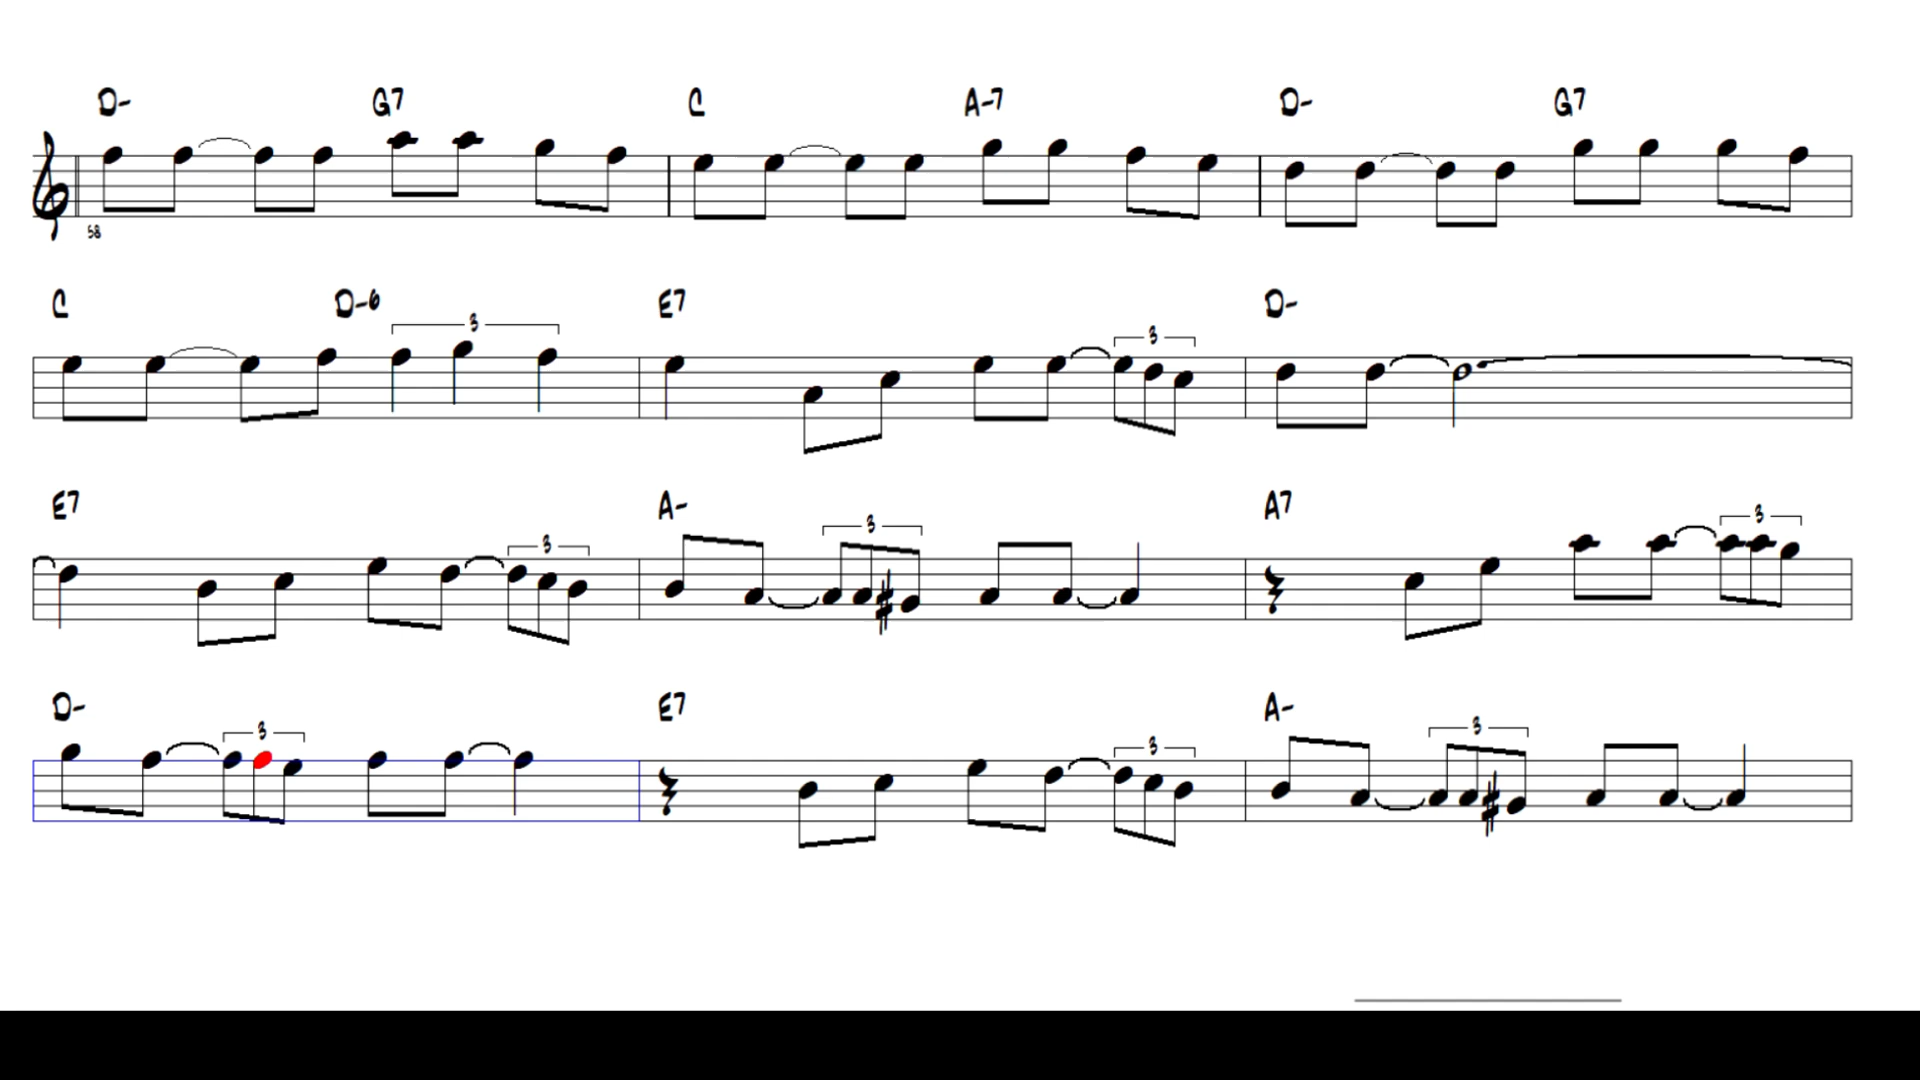 D- G7 C A-7 D- G7
58
C D-6 3 E7 3 D-
E7 3 A- 3 A7 3
D- 3 E7 3 A- 3